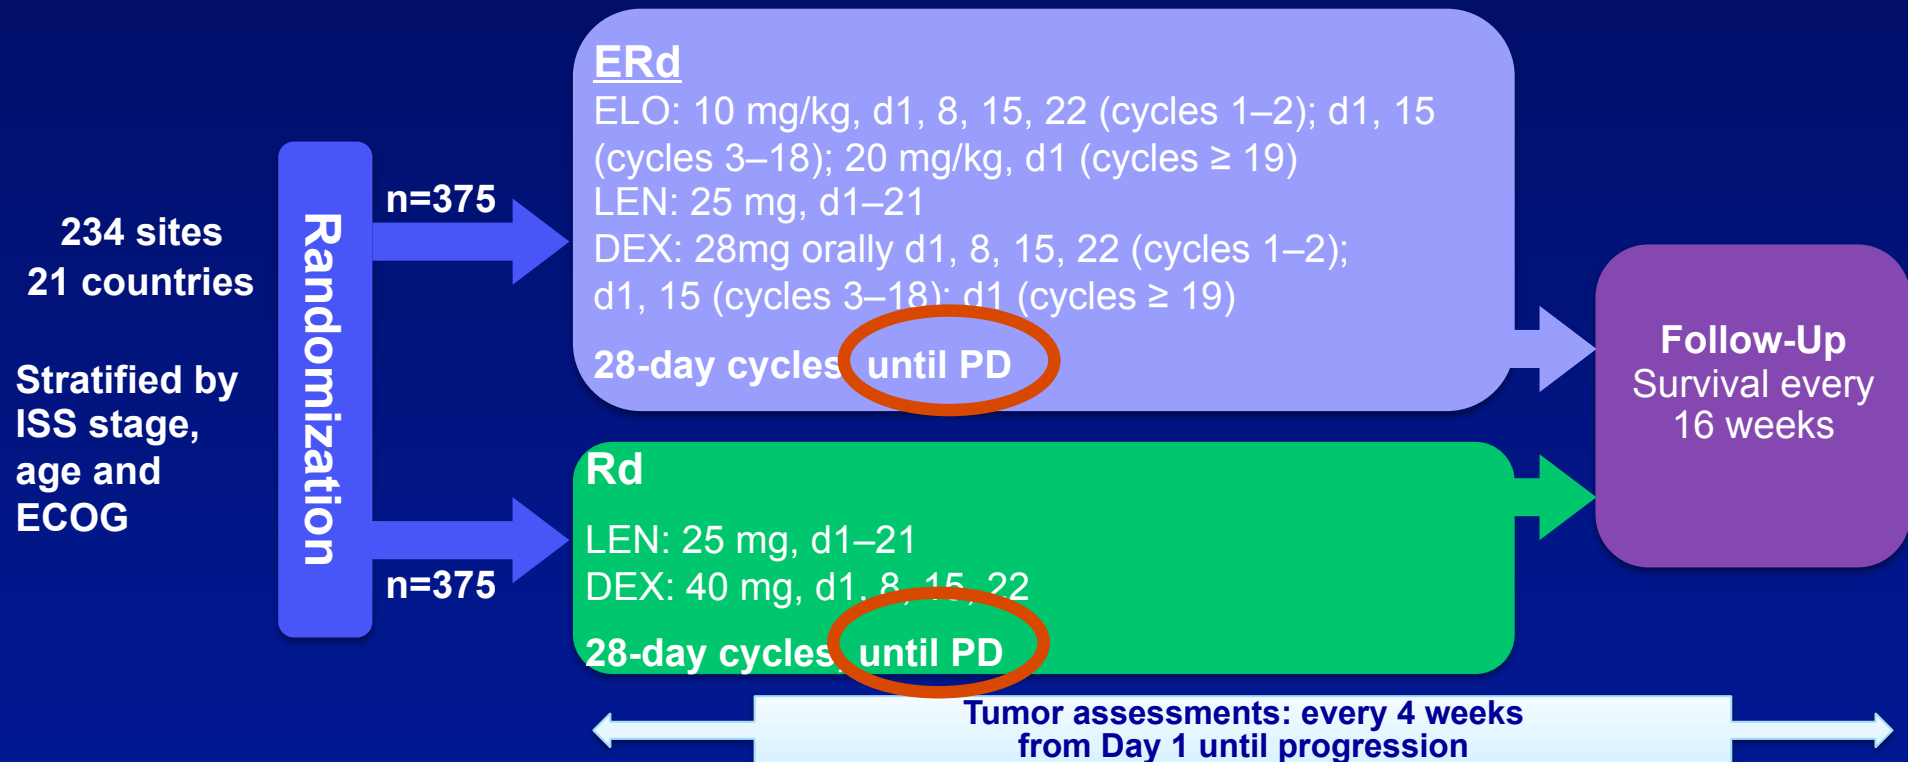 234 sites
21 countries
Stratified by
ISS stage,
age and
ECOG
Randomization
n=375
n=375
ERd
ELO: 10 mg/kg, d1, 8, 15, 22 (cycles 1–2); d1, 15
(cycles 3–18); 20 mg/kg, d1 (cycles ≥ 19)
LEN: 25 mg, d1–21
DEX: 28mg orally d1, 8, 15, 22 (cycles 1–2);
d1, 15 (cycles 3–18); d1 (cycles ≥ 19)
28-day cycles, until PD
Rd
LEN: 25 mg, d1–21
DEX: 40 mg, d1, 8, 15, 22
28-day cycles, until PD
Follow-Up
Survival every
16 weeks
Tumor assessments: every 4 weeks
from Day 1 until progression